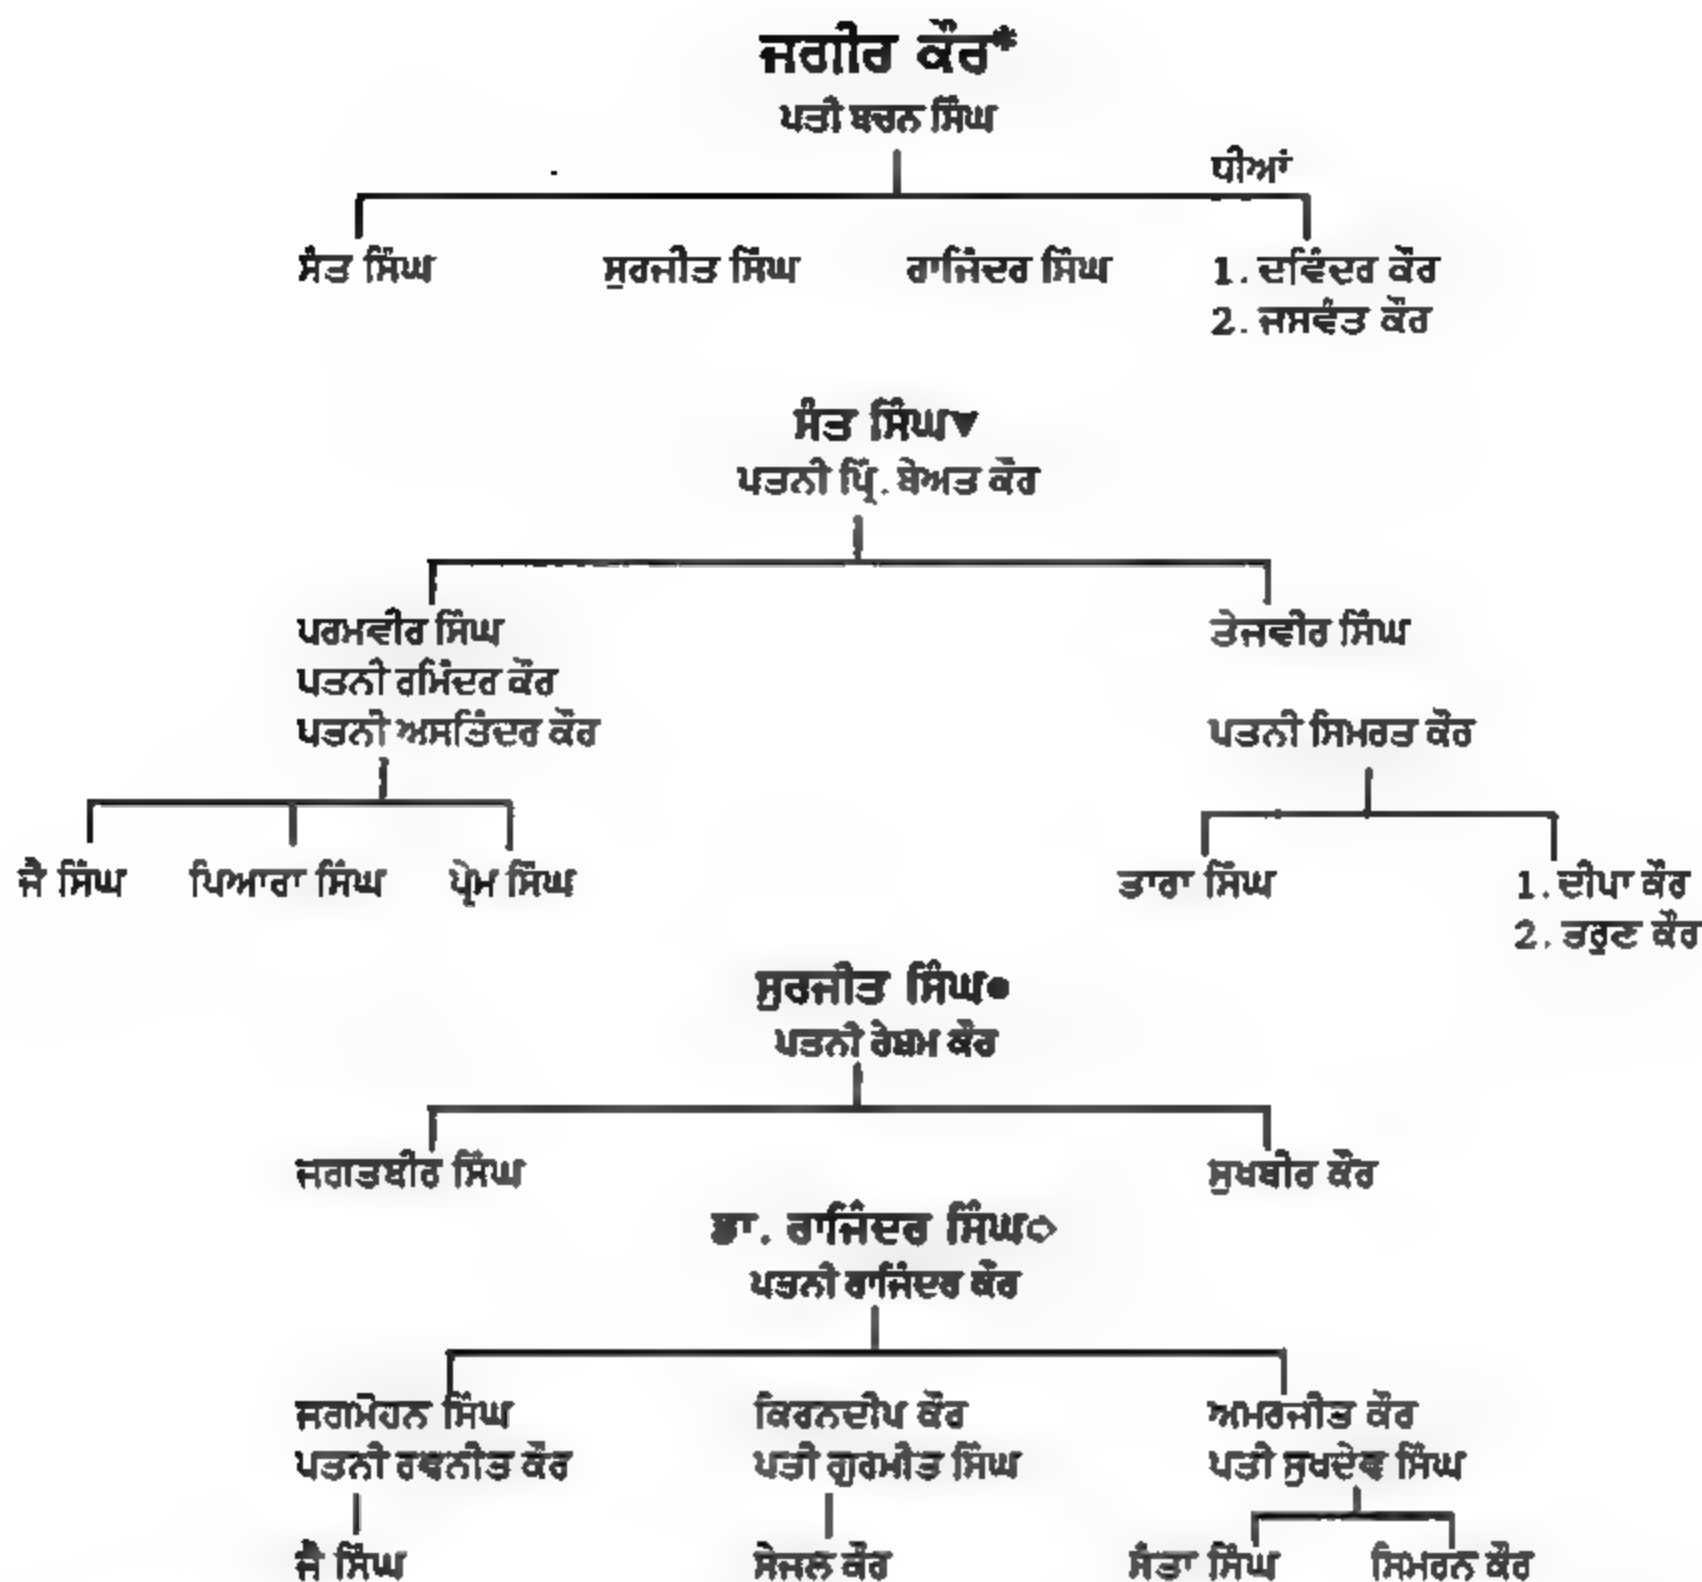 ਜਗੀਰ ਕੌਰ*
ਪਤੀ ਬਚਨ ਸਿੰਘ
ਧੀਆਂ
ਸੰਤ ਸਿੰਘ ਸੁਰਜੀਤ ਸਿੰਘ ਰਾਜਿੰਦਰ ਸਿੰਘ 1. ਦਵਿੰਦਰ ਕੌਰ
2. ਜਸਵੰਤ ਕੌਰ
ਸੰਤ ਸਿੰਘ▼
ਪਤਨੀ ਪ੍ਰਿੰ. ਬੇਅਤ ਕੌਰ
ਪਰਮਵੀਰ ਸਿੰਘ ਤੇਜਵੀਰ ਸਿੰਘ
ਪਤਨੀ ਰਮਿੰਦਰ ਕੌਰ
ਪਤਨੀ ਅਸਤਿੰਦਰ ਕੌਰ ਪਤਨੀ ਸਿਮਰਤ ਕੌਰ
ਜੈ ਸਿੰਘ ਪਿਆਰਾ ਸਿੰਘ ਪ੍ਰੇਮ ਸਿੰਘ ਤਾਰਾ ਸਿੰਘ 1. ਦੀਪਾ ਕੌਰ
2. ਤਰੁਣ ਕੌਰ
ਸੁਰਜੀਤ ਸਿੰਘ●
ਪਤਨੀ ਰੇਸ਼ਮ ਕੌਰ
ਜਗਤਬੀਰ ਸਿੰਘ ਸੁਖਬੀਰ ਕੌਰ
ਡਾ. ਰਾਜਿੰਦਰ ਸਿੰਘ◇
ਪਤਨੀ ਰਾਜਿੰਦਰ ਕੌਰ
ਜਗਮੋਹਨ ਸਿੰਘ ਕਿਰਨਦੀਪ ਕੌਰ ਅਮਰਜੀਤ ਕੌਰ
ਪਤਨੀ ਰਵਨੀਤ ਕੌਰ ਪਤੀ ਗੁਰਮੀਤ ਸਿੰਘ ਪਤੀ ਸੁਖਦੇਵ ਸਿੰਘ
ਜੈ ਸਿੰਘ ਸੇਜਲ ਕੌਰ ਸੰਤਾ ਸਿੰਘ ਸਿਮਰਨ ਕੌਰ